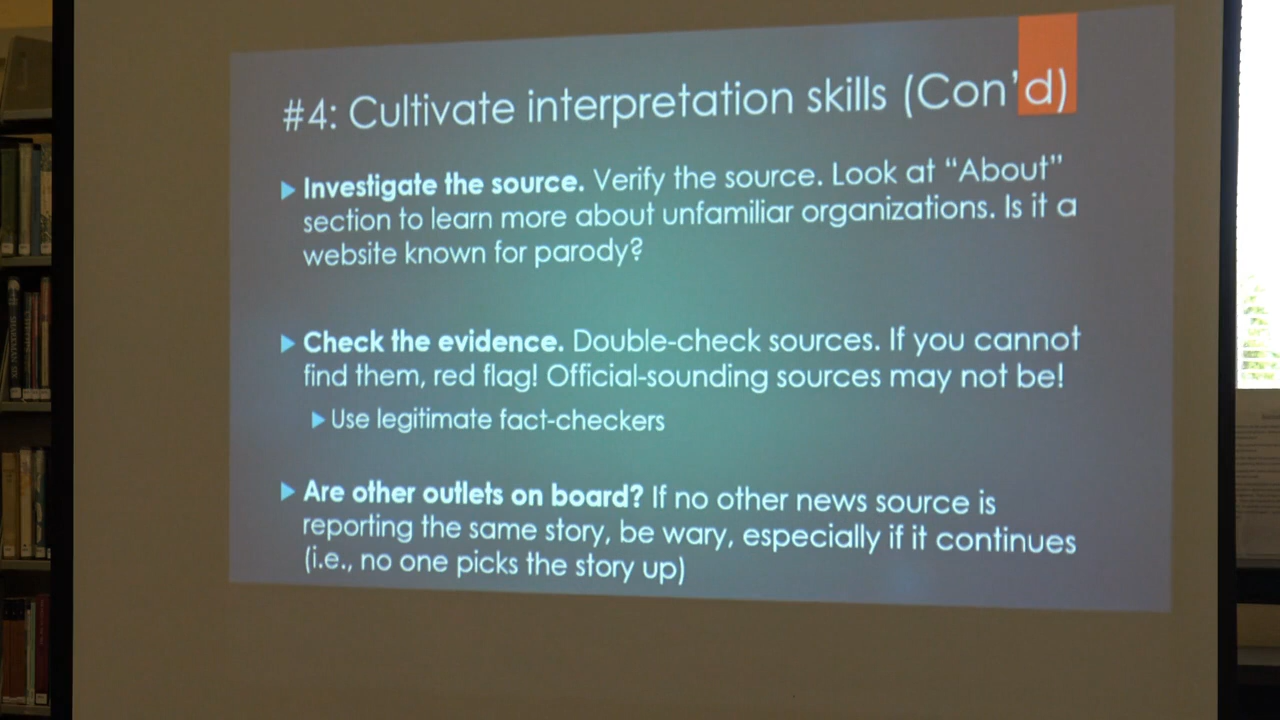 #4: Cultivate interpretation skills (Con'd)
Investigate the source. Verify the source. Look at “About”
section to learn more about unfamiliar organizations. Is it a
website known for parody?
Check the evidence. Double-check sources. If you cannot
find them, red flag! Official-sounding sources may not be!
Use legitimate fact-checkers
Are other outlets on board? If no other news source is
reporting the same story, be wary, especially if it continues
(i.e., no one picks the story up)